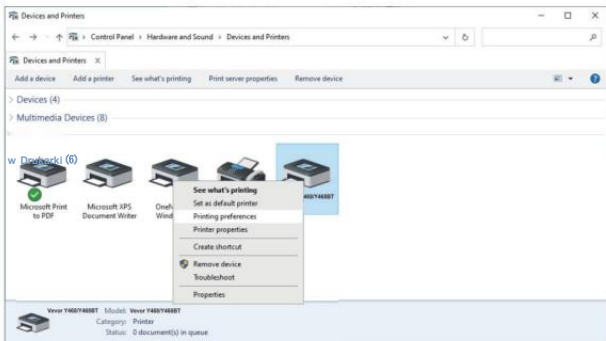 Devices and Printers
Control Panel > Hardware and Sound > Devices and Printers
Devices and Printers X
Add a device Add a printer See what's printing Print server properties Remove device
> Devices (4)
> Multimedia Devices (8)
w Drukarki (6)
Microsoft Print to PDF
Microsoft XPS Document Writer
See what's printing
Set as default printer
Printing preferences
Printer properties
Create shortcut
Remove device
Troubleshoot
Properties
Vevor Y468/Y468BT Model: Vevor Y468/Y468BT
Category: Printer
Status: 0 document(s) in queue